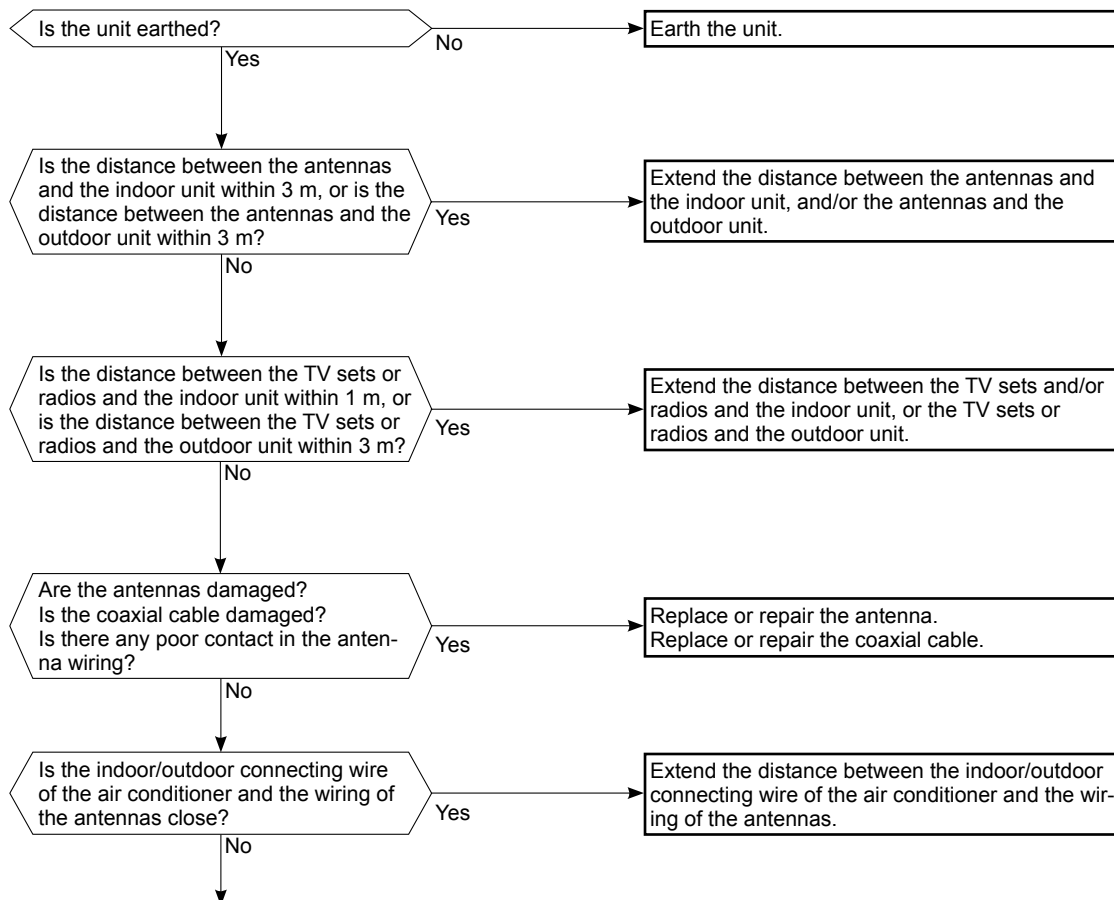 Is the unit earthed?
No
Earth the unit.
Yes
Is the distance between the antennas
and the indoor unit within 3 m, or is the
distance between the antennas and the
outdoor unit within 3 m?
Yes
Extend the distance between the antennas and
the indoor unit, and/or the antennas and the
outdoor unit.
No
Is the distance between the TV sets or
radios and the indoor unit within 1 m, or
is the distance between the TV sets or
radios and the outdoor unit within 3 m?
Yes
Extend the distance between the TV sets and/or
radios and the indoor unit, or the TV sets or
radios and the outdoor unit.
No
Are the antennas damaged?
Is the coaxial cable damaged?
Is there any poor contact in the anten-
na wiring?
Yes
Replace or repair the antenna.
Replace or repair the coaxial cable.
No
Is the indoor/outdoor connecting wire
of the air conditioner and the wiring of
the antennas close?
Yes
Extend the distance between the indoor/outdoor
connecting wire of the air conditioner and the wir-
ing of the antennas.
No